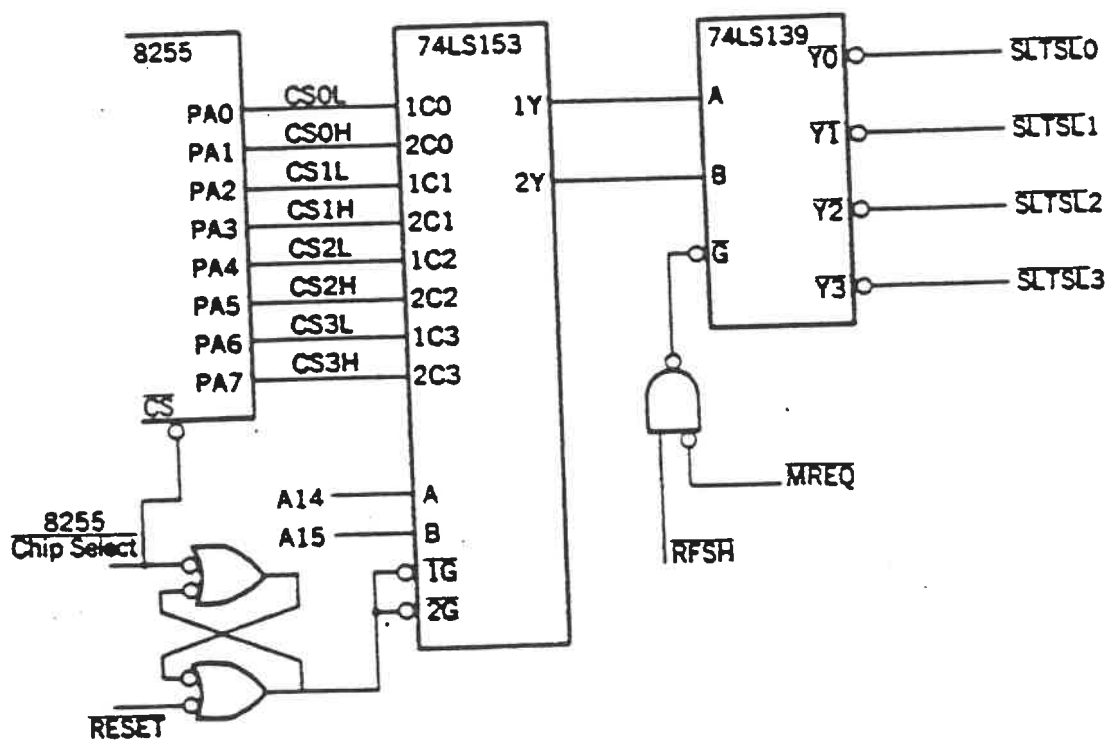 8255
PA0
PA1
PA2
PA3
PA4
PA5
PA6
PA7
CS
CS0L
CS0H
CS1L
CS1H
CS2L
CS2H
CS3L
CS3H
74LS153
1C0
2C0
1C1
2C1
1C2
2C2
1C3
2C3
1Y
2Y
A
B
1G
2G
A14
A15
8255
Chip Select
RESET
74LS139
A
B
G
Y0
Y1
Y2
Y3
SLTSL0
SLTSL1
SLTSL2
SLTSL3
MREQ
RFSH